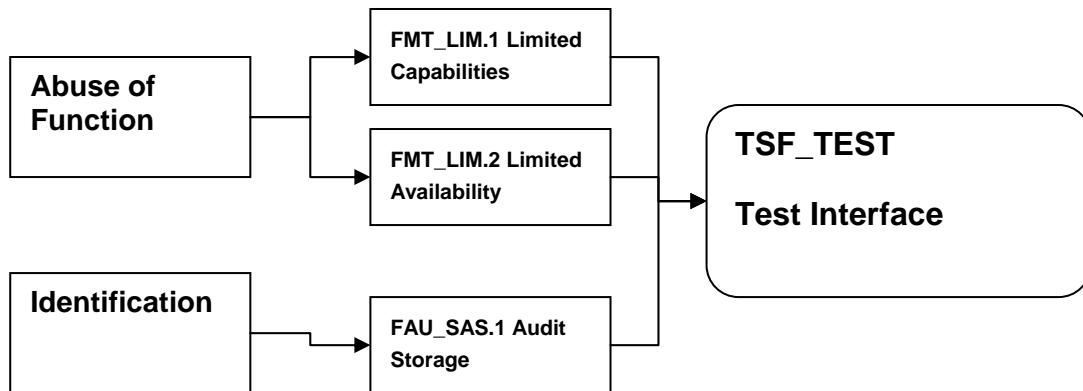 Abuse of
Function
FMT_LIM.1 Limited
Capabilities
FMT_LIM.2 Limited
Availability
Identification
FAU_SAS.1 Audit
Storage
TSF_TEST
Test Interface